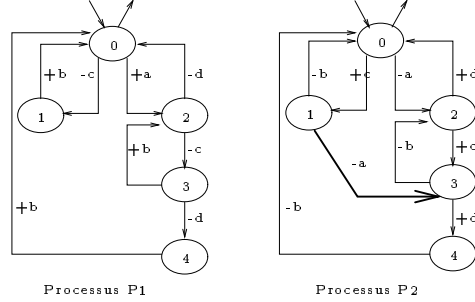 0 0
+b -c +a -d -b +c -a +d
1 2 1 2
+b -c -b +c
-a
3 3
+b -d -b +d
4 4
Processus P1 Processus P2